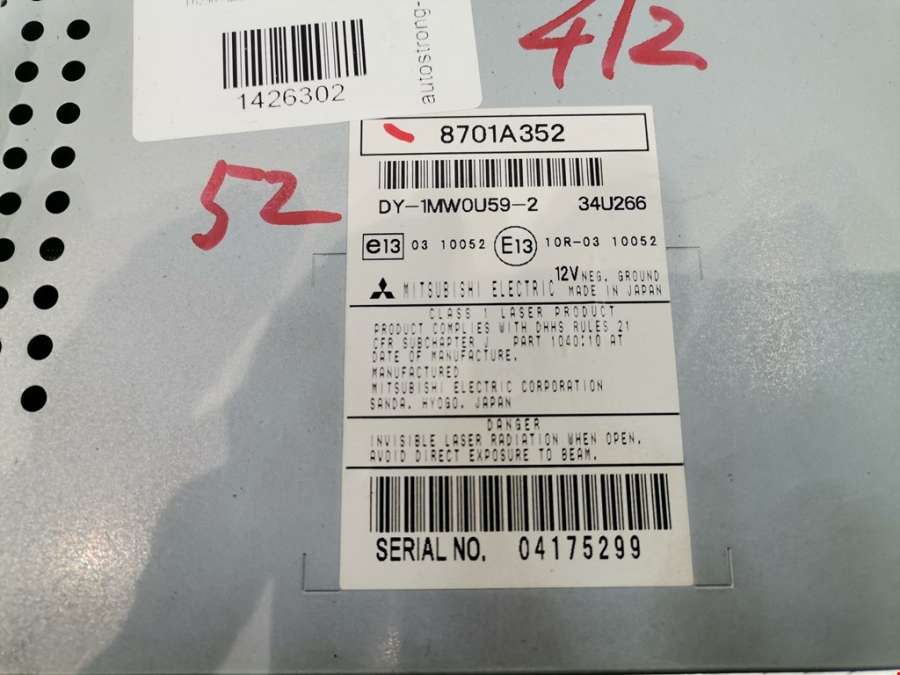 1426302
autostrong-
412
8701A352
52
DY-1MW0U59-2 34U266
e13 03 10052 E13 10R-03 10052
12V NEG. GROUND
MITSUBISHI ELECTRIC MADE IN JAPAN
CLASS 1 LASER PRODUCT
PRODUCT COMPLIES WITH DHHS RULES 21
CFR SUBCHAPTER J PART 1040:10 AT
DATE OF MANUFACTURE.
MANUFACTURED
MITSUBISHI ELECTRIC CORPORATION
SANDA. HYOGO. JAPAN
DANGER
INVISIBLE LASER RADIATION WHEN OPEN.
AVOID DIRECT EXPOSURE TO BEAM.
SERIAL NO. 04175299